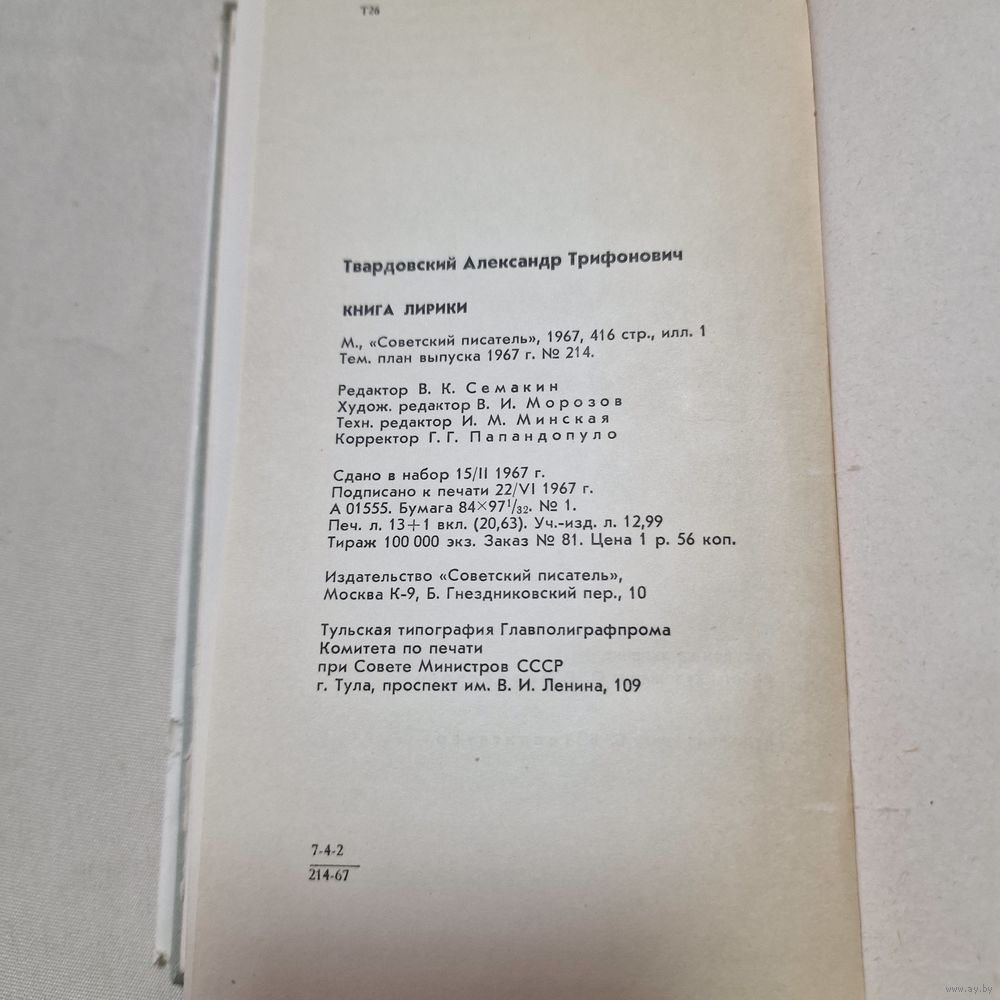 Т26
Твардовский Александр Трифонович
КНИГА ЛИРИКИ
М., «Советский писатель», 1967, 416 стр., илл. 1
Тем. план выпуска 1967 г. № 214.
Редактор В. К. Семакин
Худож. редактор В. И. Морозов
Техн. редактор И. М. Минская
Корректор Г. Г. Папандопуло
Сдано в набор 15/II 1967 г.
Подписано к печати 22/VI 1967 г.
А 01555. Бумага 84×97¹/₃₂. № 1.
Печ. л. 13+1 вкл. (20,63). Уч.-изд. л. 12,99
Тираж 100 000 экз. Заказ № 81. Цена 1 р. 56 коп.
Издательство «Советский писатель»,
Москва К-9, Б. Гнездниковский пер., 10
Тульская типография Главполиграфпрома
Комитета по печати
при Совете Министров СССР
г. Тула, проспект им. В. И. Ленина, 109
7-4-2
214-67
www.ay.by